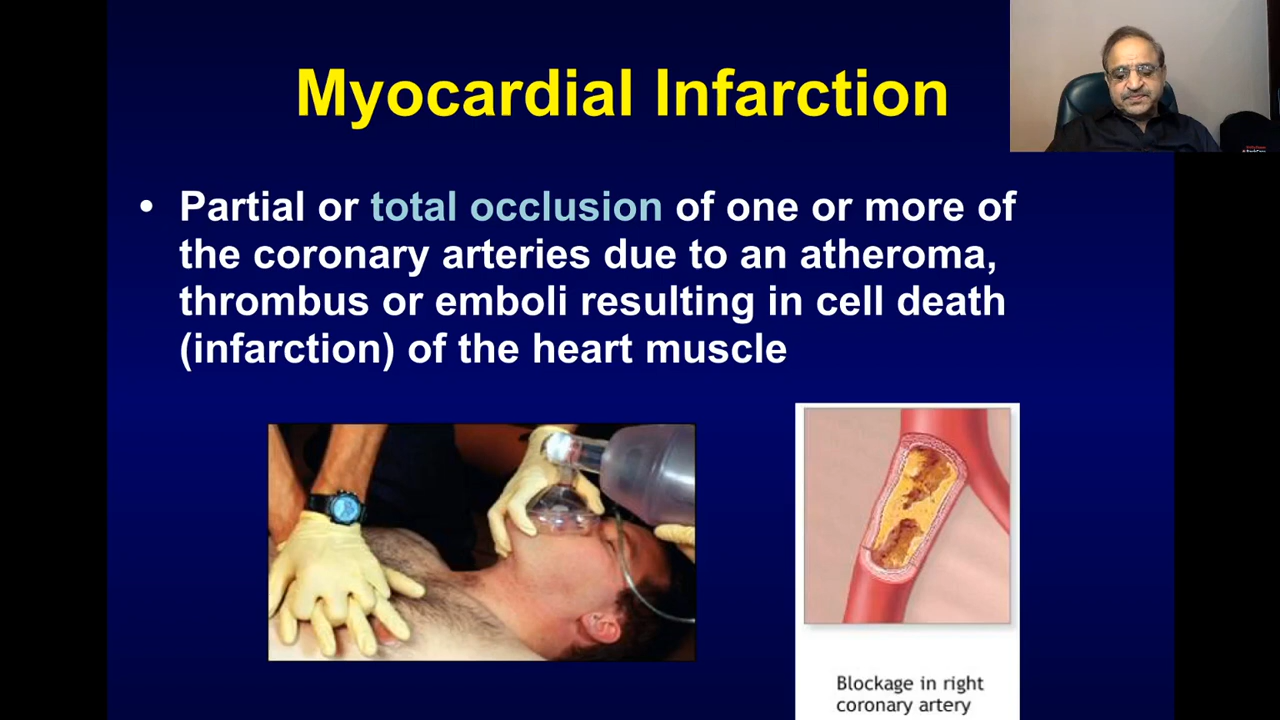 Myocardial Infarction
• Partial or total occlusion of one or more of
the coronary arteries due to an atheroma,
thrombus or emboli resulting in cell death
(infarction) of the heart muscle
Blockage in right
coronary artery